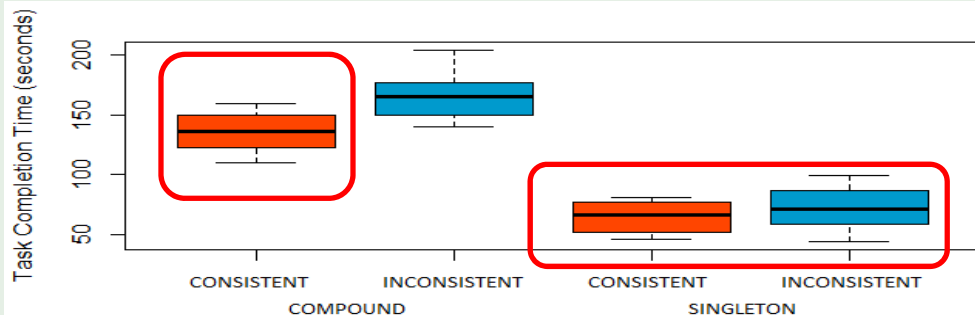 Task Completion Time (seconds)
200
150
100
50
CONSISTENT INCONSISTENT CONSISTENT INCONSISTENT
COMPOUND SINGLETON